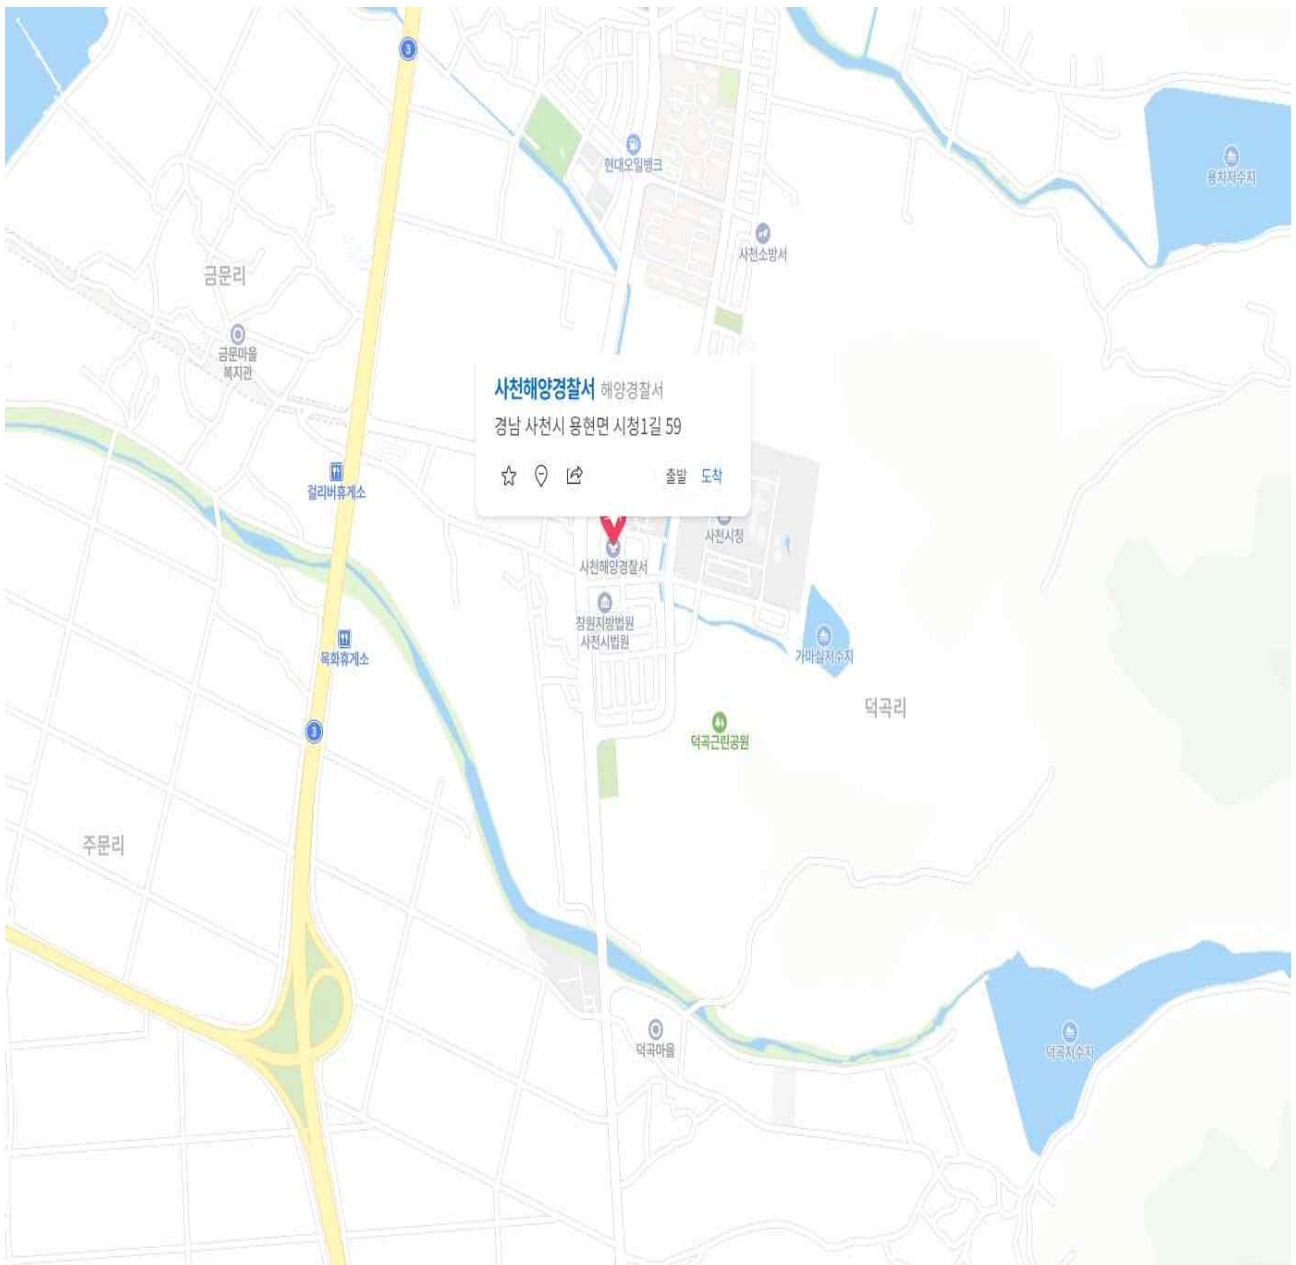 3
현대오일뱅크
용치저수지
사천소방서
금문리
금문마을
복지관
사천해양경찰서 해양경찰서
경남 사천시 용현면 시청1길 59
출발 도착
걸리버휴게소
사천시청
사천해양경찰서
창원지방법원
사천시법원
목화휴게소
가마실저수지
덕곡리
3
덕곡근린공원
주문리
덕곡마을
덕곡저수지